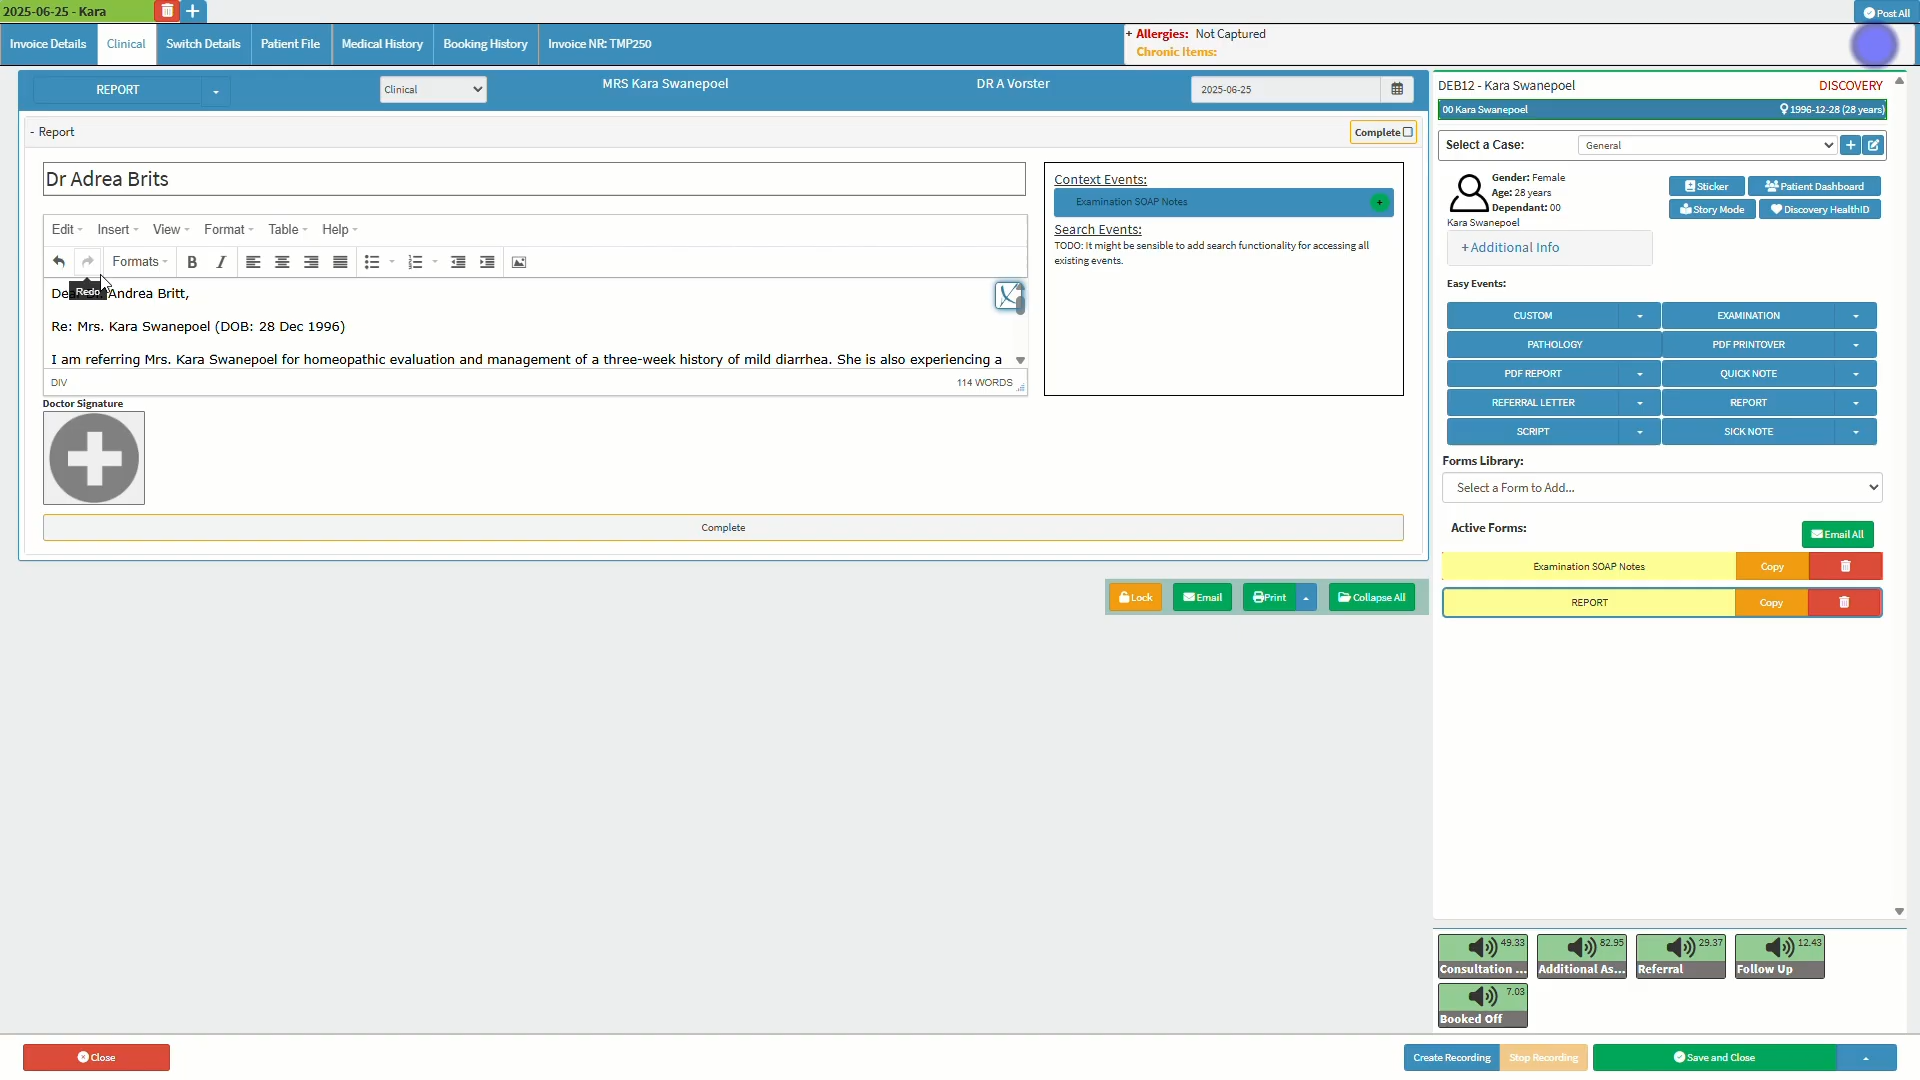 2025-06-25 - Kara
Post All
Invoice Details
Clinical
Switch Details
Patient File
Medical History
Booking History
Invoice NR: TMP250
+ Allergies: Not Captured
Chronic Items:
REPORT
Clinical
MRS Kara Swanepoel
DR A Vorster
2025-06-25
- Report
Complete
Dr Adrea Brits
Edit
Insert
View
Format
Table
Help
Formats
B
I
Redo
Andrea Britt,
Re: Mrs. Kara Swanepoel (DOB: 28 Dec 1996)
I am referring Mrs. Kara Swanepoel for homeopathic evaluation and management of a three-week history of mild diarrhea. She is also experiencing a
DIV
114 WORDS
Context Events:
Examination SOAP Notes
Search Events:
TODO: It might be sensible to add search functionality for accessing all
existing events.
Doctor Signature
Complete
Lock
Email
Print
Collapse All
DEB12 - Kara Swanepoel
DISCOVERY
00 Kara Swanepoel
1996-12-28 (28 years)
Select a Case:
General
Gender: Female
Age: 28 years
Dependant: 00
Kara Swanepoel
Sticker
Patient Dashboard
Story Mode
Discovery HealthID
+Additional Info
Easy Events:
CUSTOM
EXAMINATION
PATHOLOGY
PDF PRINTOVER
PDF REPORT
QUICK NOTE
REFERRAL LETTER
REPORT
SCRIPT
SICK NOTE
Forms Library:
Select a Form to Add...
Active Forms:
Email All
Examination SOAP Notes
Copy
REPORT
Copy
49.33
Consultation ...
82.95
Additional As...
29.37
Referral
12.43
Follow Up
7.03
Booked Off
Close
Create Recording
Stop Recording
Save and Close